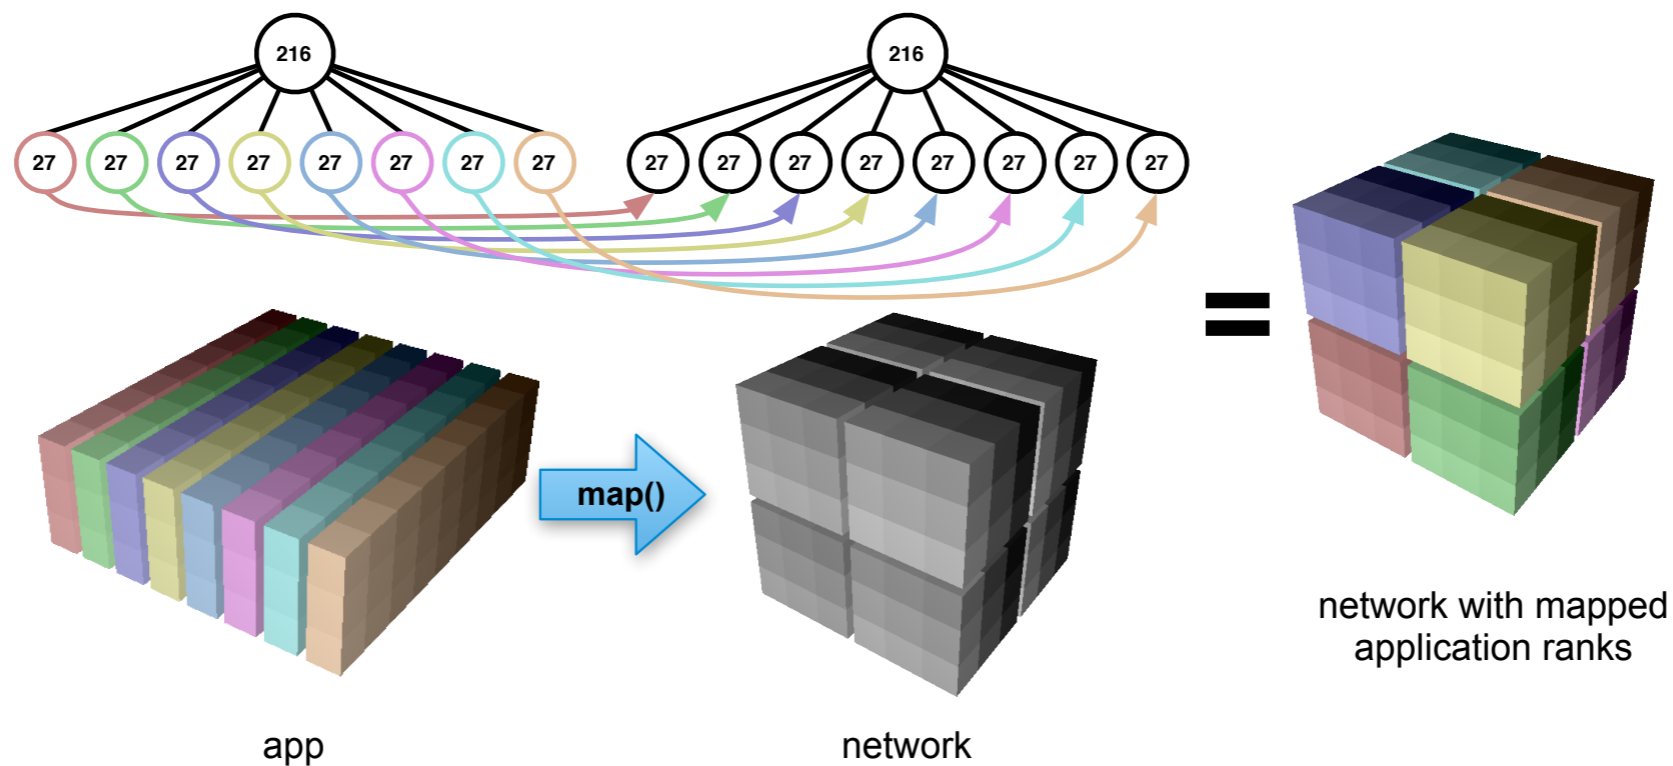 216 216
27 27 27 27 27 27 27 27 27 27 27 27 27 27 27 27
=
map()
network with mapped
application ranks
app network